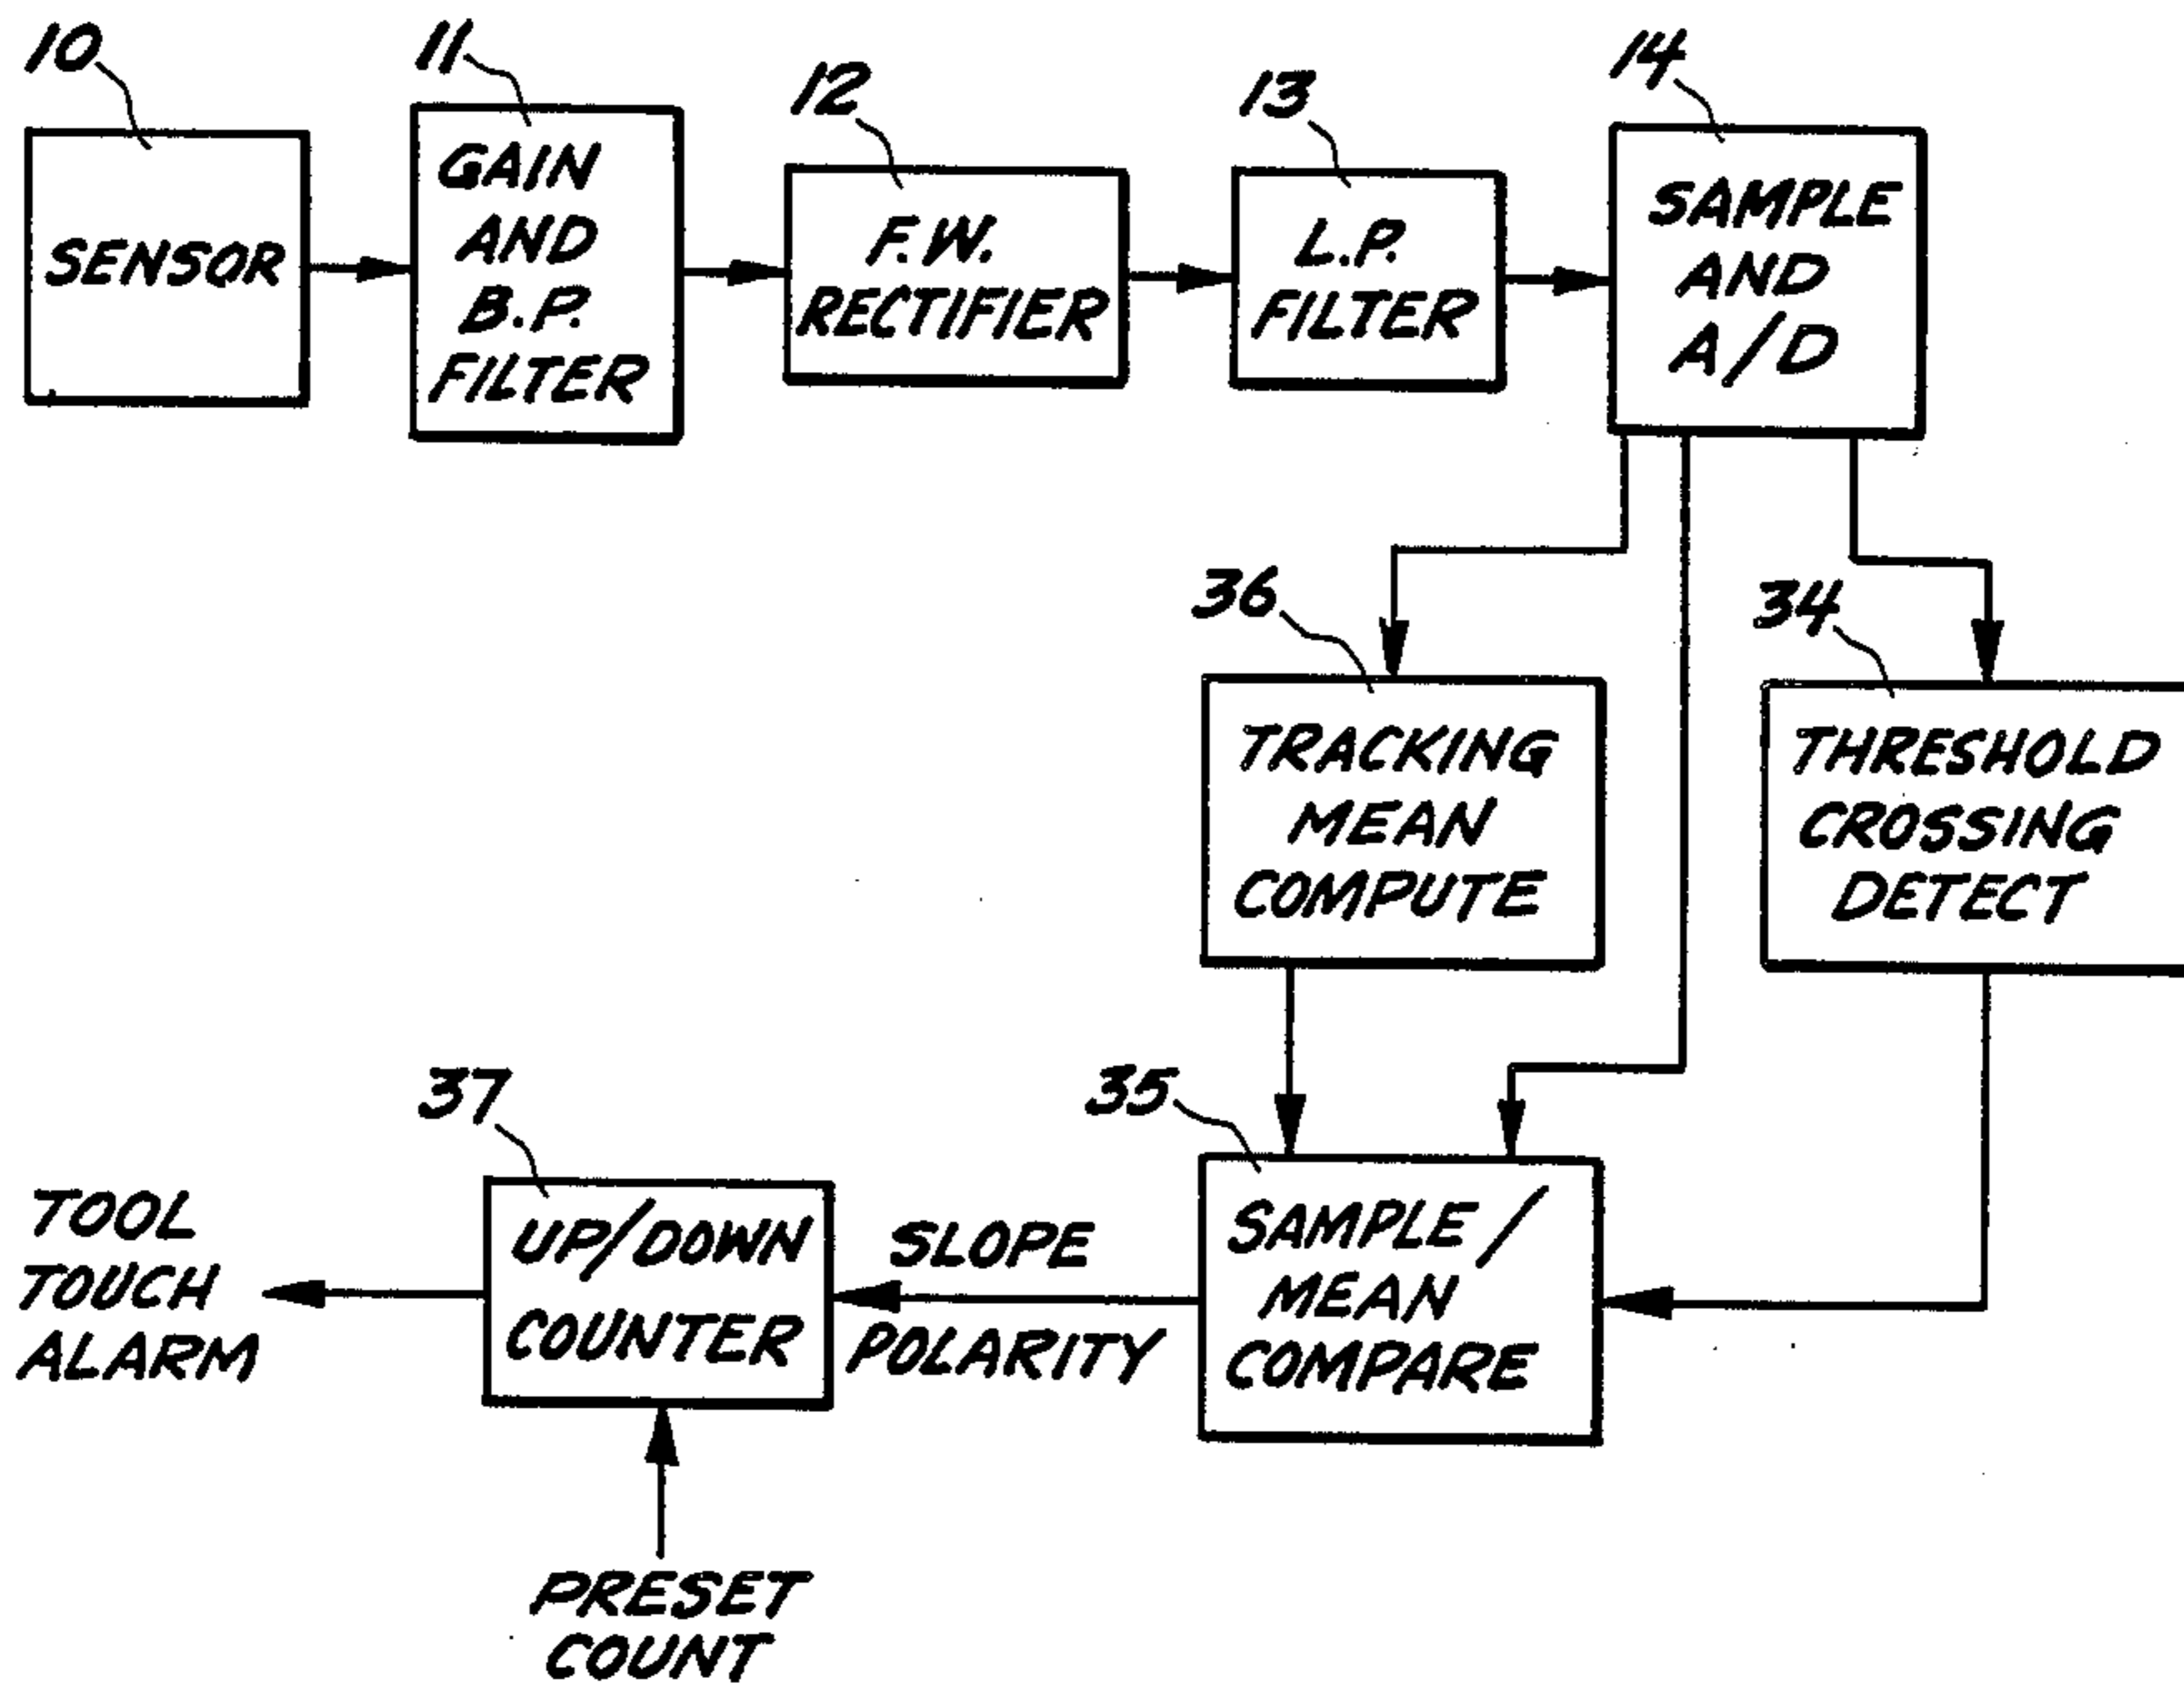 10
SENSOR
11
GAIN
AND
B.P.
FILTER
12
F.W.
RECTIFIER
13
L.P.
FILTER
14
SAMPLE
AND
A/D
36
TRACKING
MEAN
COMPUTE
34
THRESHOLD
CROSSING
DETECT
35
SAMPLE/
MEAN
COMPARE
SLOPE
POLARITY
37
UP/DOWN
COUNTER
TOOL
TOUCH
ALARM
PRESET
COUNT